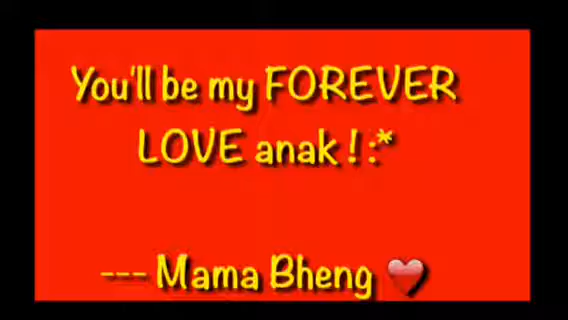 You'll be my FOREVER
LOVE anak ! :*
--- Mama Bheng ❤